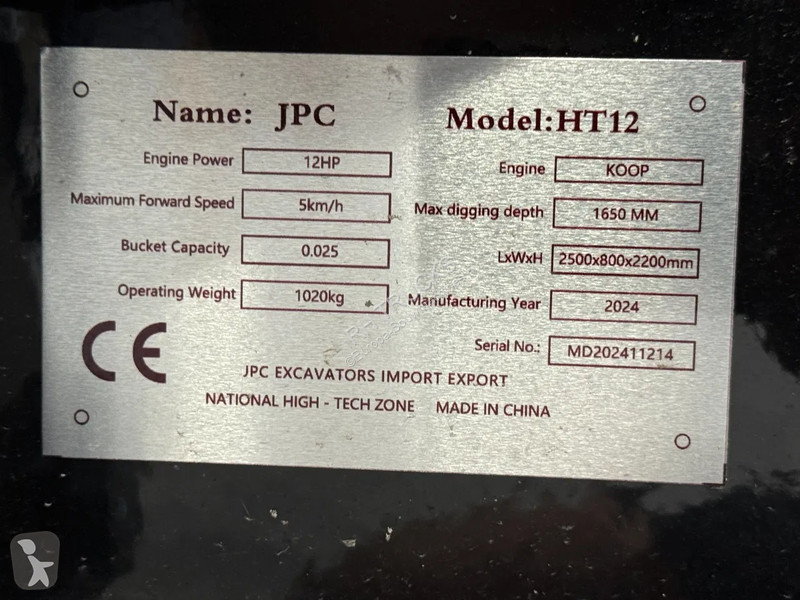 Name: JPC Model:HT12
Engine Power 12HP Engine KOOP
Maximum Forward Speed 5km/h Max digging depth 1650 MM
Bucket Capacity 0.025 LxWxH 2500x800x2200mm
Operating Weight 1020kg Manufacturing Year 2024
Serial No.: MD202411214
CE
JPC EXCAVATORS IMPORT EXPORT
NATIONAL HIGH - TECH ZONE MADE IN CHINA